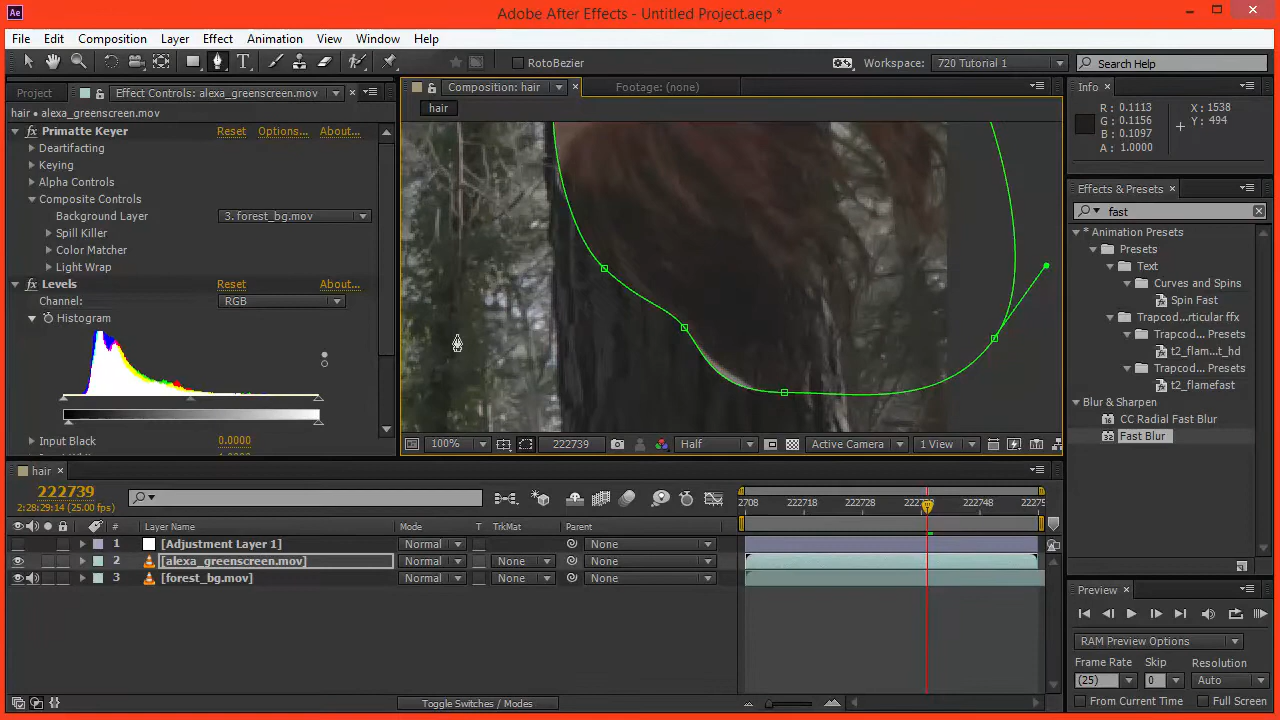 Ae
Adobe After Effects - Untitled Project.aep *
File Edit Composition Layer Effect Animation View Window Help
RotoBezier
Workspace: 720 Tutorial 1
Search Help
Project
Effect Controls: alexa_greenscreen.mov
Composition: hair
Footage: (none)
Info
hair • alexa_greenscreen.mov
hair
R : 0.1113 X : 1538
G : 0.1156 Y : 494
B : 0.1097
A : 1.0000
fx Primatte Keyer Reset Options... About...
Deartifacting
Keying
Alpha Controls
Composite Controls
Background Layer 3. forest_bg.mov
Spill Killer
Color Matcher
Light Wrap
fx Levels Reset About...
Channel: RGB
Histogram
Input Black 0.0000
Effects & Presets
fast
* Animation Presets
Presets
Text
Curves and Spins
Spin Fast
Trapcod...torial ffx
Trapcod... Presets
t2_flam...t_hd
Trapcod... Presets
t2_flamefast
Blur & Sharpen
CC Radial Fast Blur
Fast Blur
100% 222739 Half Active Camera 1 View
hair
222739
2:28:29:14 (25.00 fps)
# Layer Name Mode T TrkMat Parent
1 [Adjustment Layer 1] Normal None
2 [alexa_greenscreen.mov] Normal None None
3 [forest_bg.mov] Normal None None
2708 222718 222728 222748
Toggle Switches / Modes
Preview
RAM Preview Options
Frame Rate Skip Resolution
(25) 0 Auto
From Current Time Full Screen